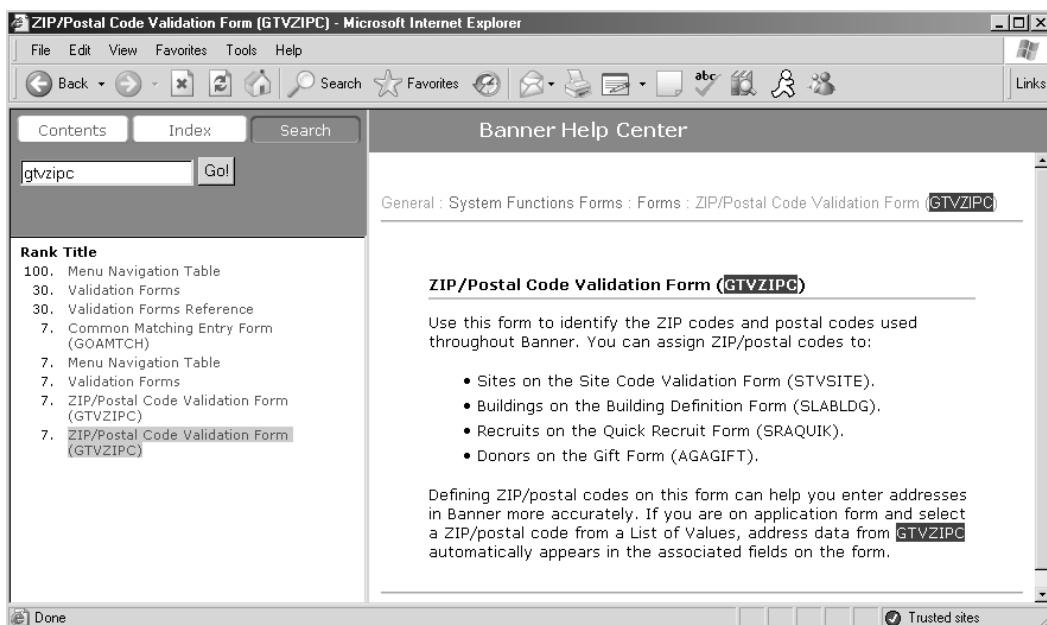 ZIP/Postal Code Validation Form (GTVZIPC) - Microsoft Internet Explorer
File Edit View Favorites Tools Help
Back Search Favorites abc Links
Contents Index Search
Banner Help Center
gtvzipc Go!
General : System Functions Forms : Forms : ZIP/Postal Code Validation Form (GTVZIPC)
Rank Title
100. Menu Navigation Table
30. Validation Forms
30. Validation Forms Reference
7. Common Matching Entry Form
(GOAMTCH)
7. Menu Navigation Table
7. Validation Forms
7. ZIP/Postal Code Validation Form
(GTVZIPC)
7. ZIP/Postal Code Validation Form
(GTVZIPC)
ZIP/Postal Code Validation Form (GTVZIPC)
Use this form to identify the ZIP codes and postal codes used
throughout Banner. You can assign ZIP/postal codes to:
• Sites on the Site Code Validation Form (STVSITE).
• Buildings on the Building Definition Form (SLABLDG).
• Recruits on the Quick Recruit Form (SRAQUIK).
• Donors on the Gift Form (AGAGIFT).
Defining ZIP/postal codes on this form can help you enter addresses
in Banner more accurately. If you are on application form and select
a ZIP/postal code from a List of Values, address data from GTVZIPC
automatically appears in the associated fields on the form.
Done
Trusted sites